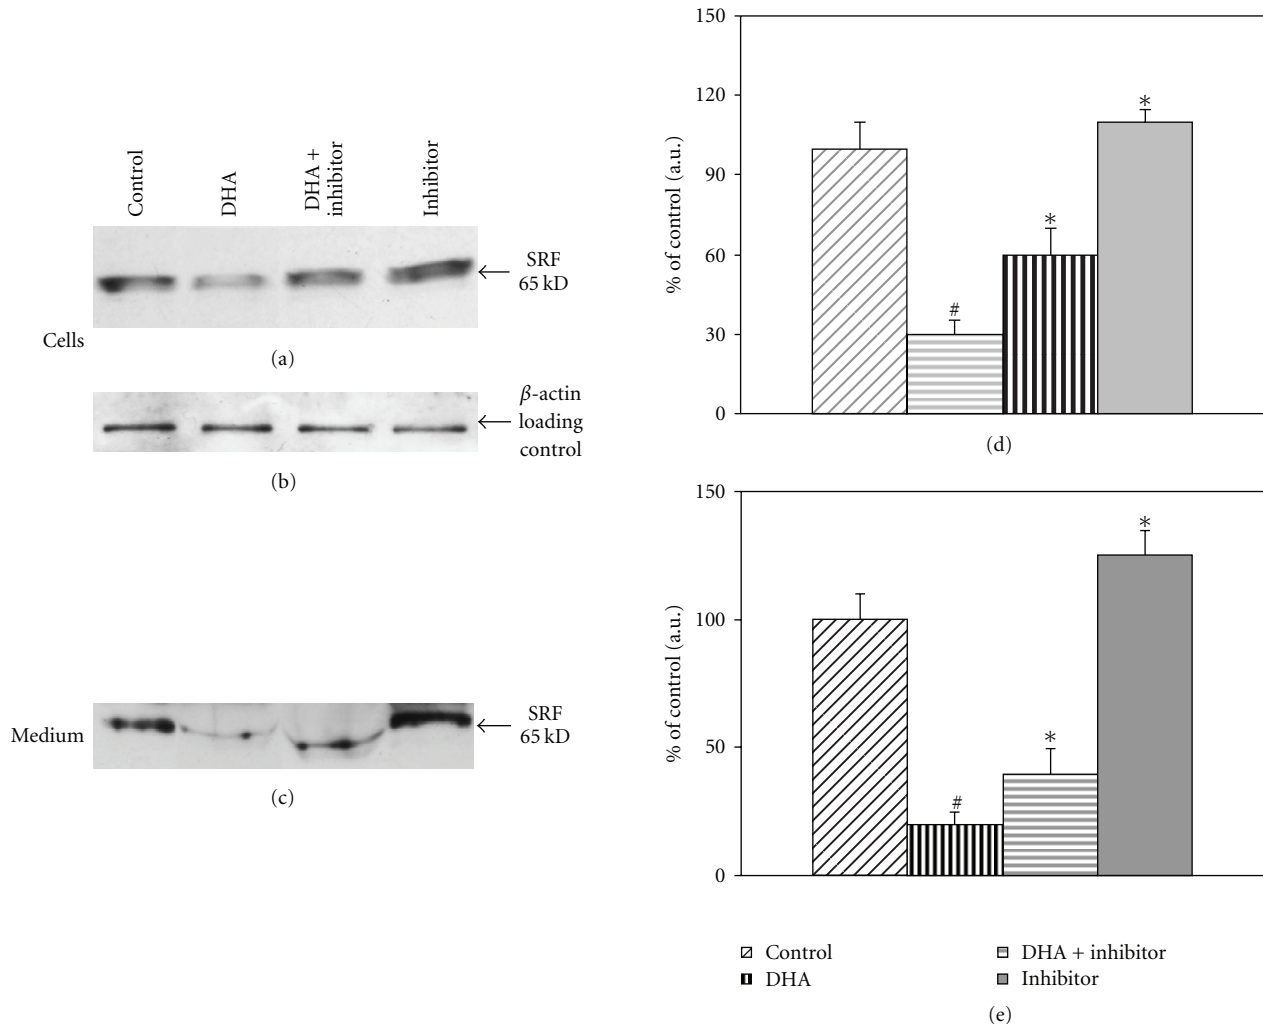 Control
DHA
DHA +
inhibitor
Inhibitor
SRF
65 kD
Cells
(a)
β-actin
loading
control
(b)
Medium
SRF
65 kD
(c)
150
120
90
60
30
0
% of control (a.u.)
#
*
*
(d)
150
100
50
0
% of control (a.u.)
#
*
*
Control
DHA
DHA + inhibitor
Inhibitor
(e)